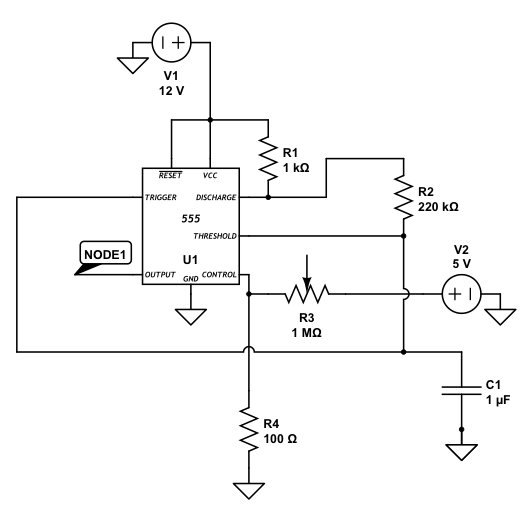 V1
12 V
RESET
VCC
R1
1 kΩ
TRIGGER
DISCHARGE
R2
220 kΩ
555
THRESHOLD
V2
5 V
NODE1
U1
OUTPUT
GND
CONTROL
R3
1 MΩ
C1
1 µF
R4
100 Ω